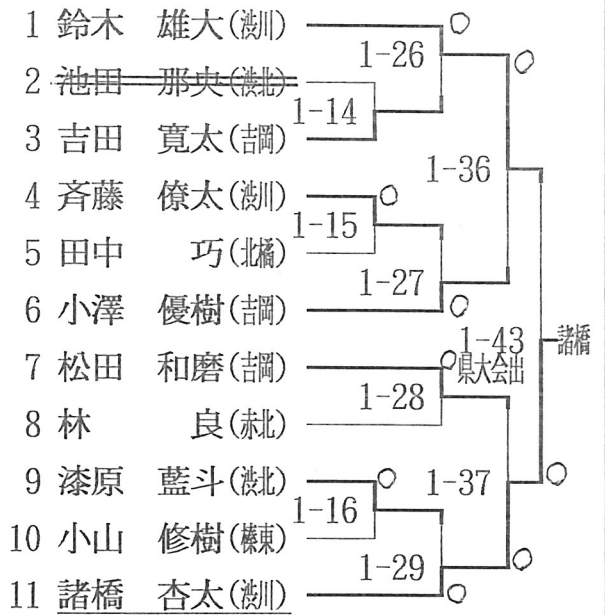 1 鈴木 雄大(渋川)
1-26
2 池田 那央(渋北)
1-14
3 吉田 寛太(吉岡)
1-36
4 斉藤 僚太(渋川)
1-15
5 田中 巧(北橘)
1-27
6 小澤 優樹(吉岡)
1-43
諸橋
県大会出
7 松田 和磨(吉岡)
1-28
8 林 良(赤北)
9 漆原 藍斗(渋北)
1-37
1-16
10 小山 修樹(榛東)
1-29
11 諸橋 杏太(渋川)